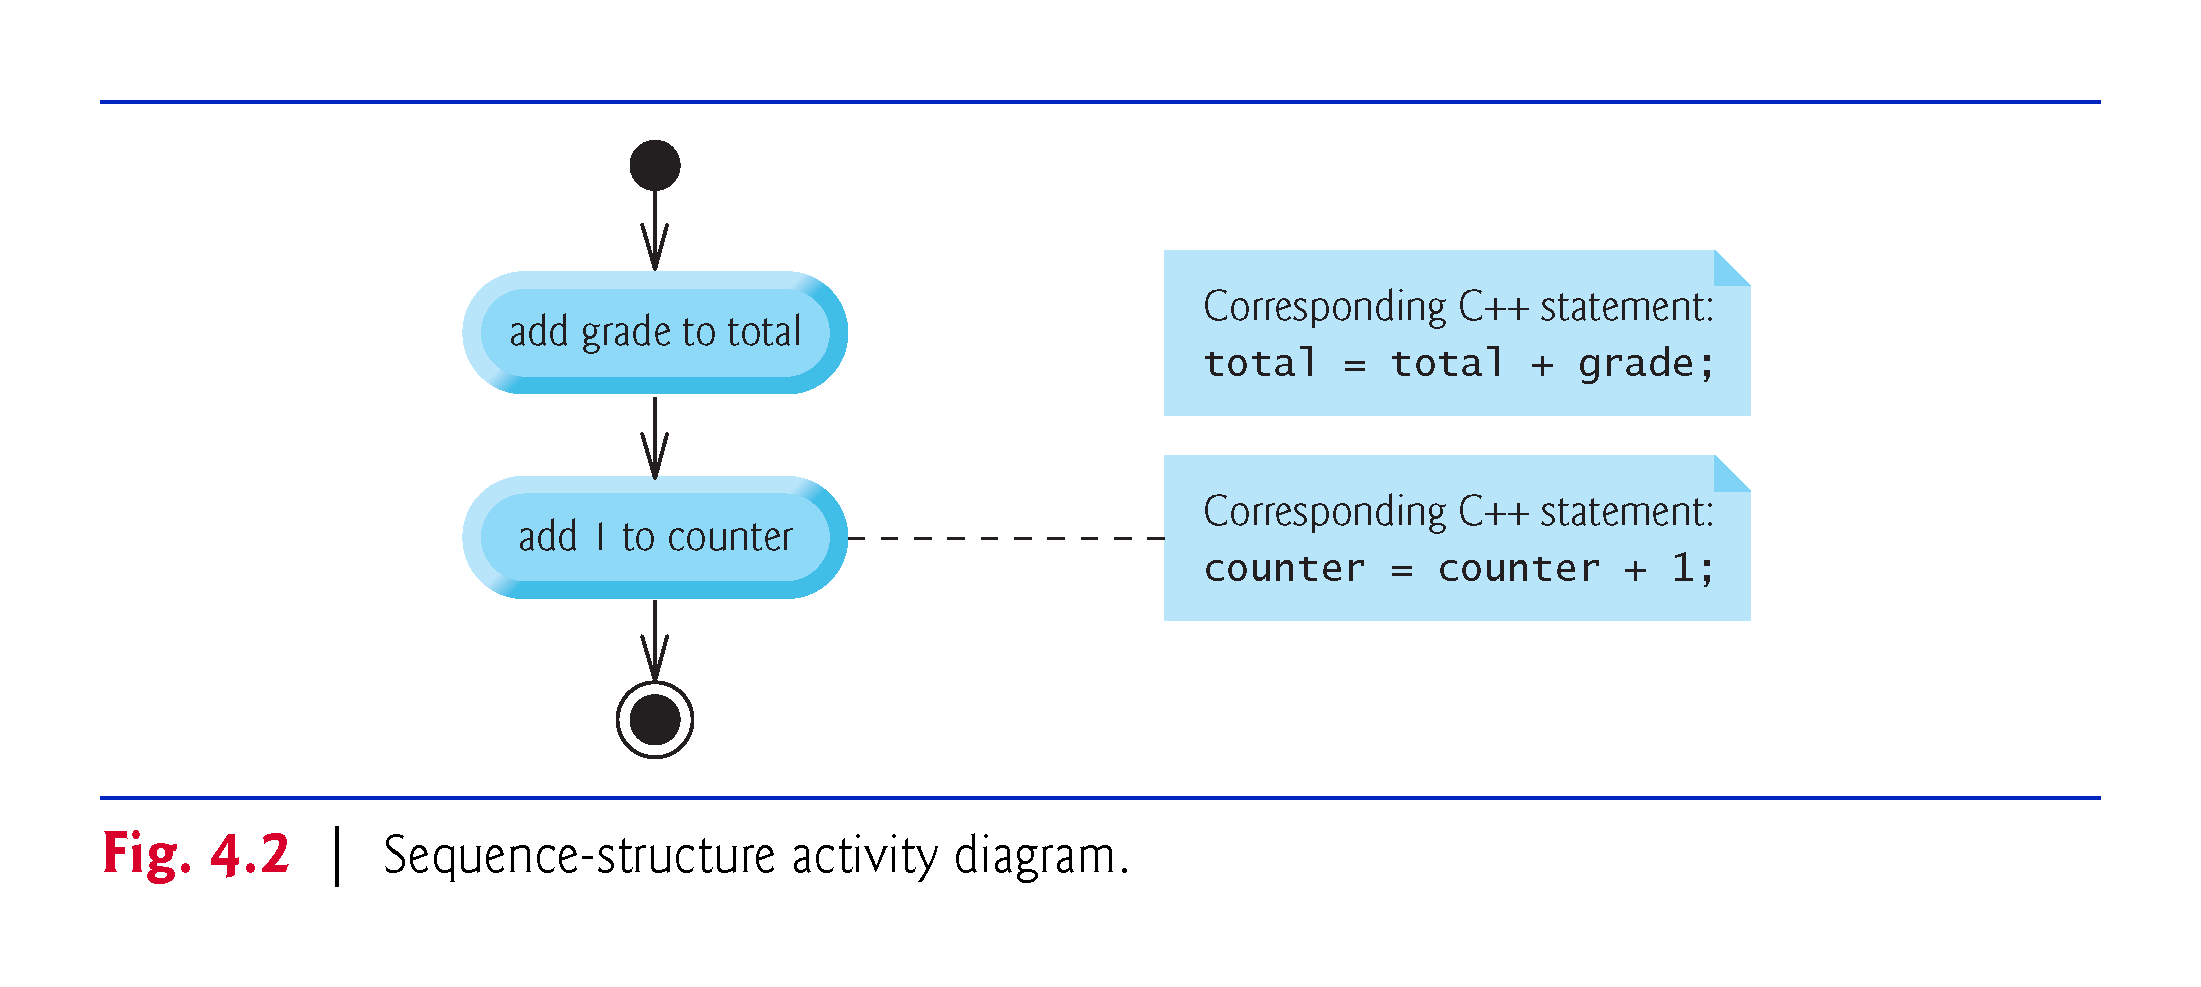 add grade to total
Corresponding C++ statement:
total = total + grade;
add 1 to counter
Corresponding C++ statement:
counter = counter + 1;
Fig. 4.2 | Sequence-structure activity diagram.